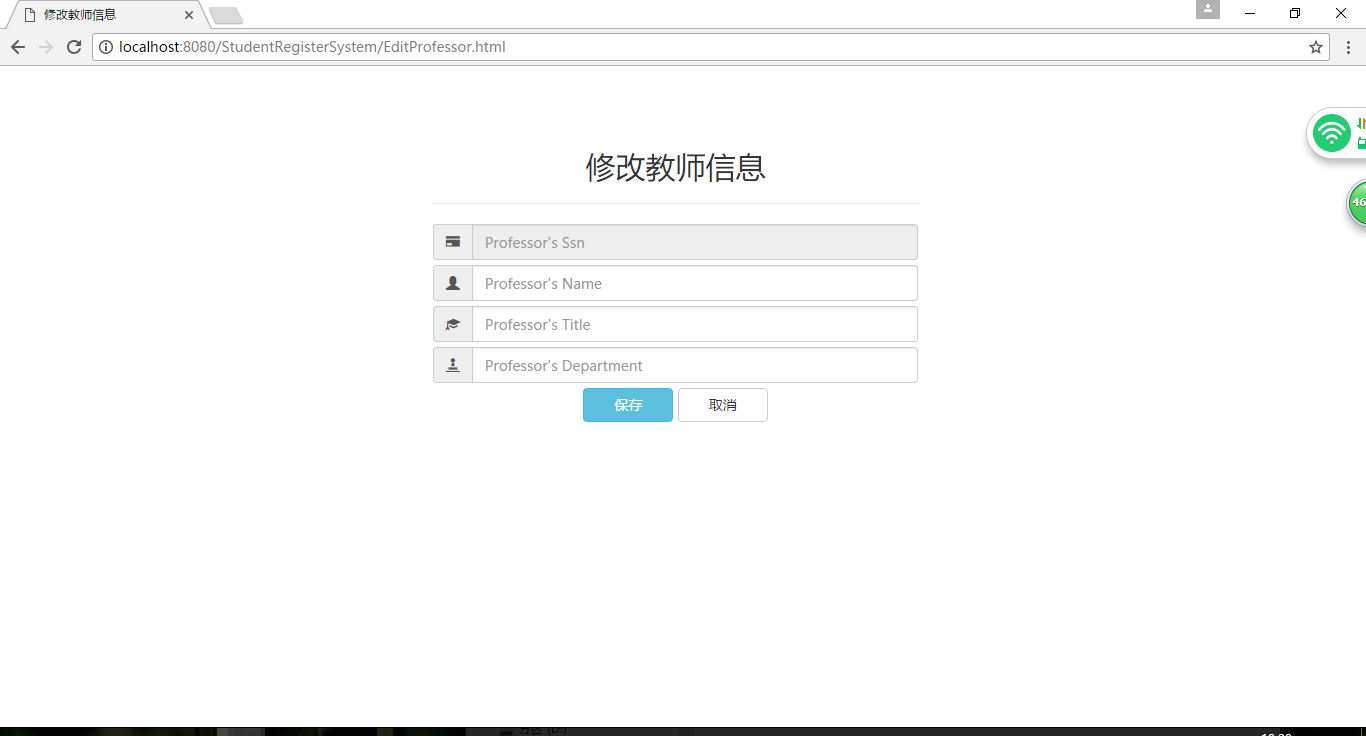 修改教师信息
localhost:8080/StudentRegisterSystem/EditProfessor.html
修改教师信息
Professor's Ssn
Professor's Name
Professor's Title
Professor's Department
保存 取消
46